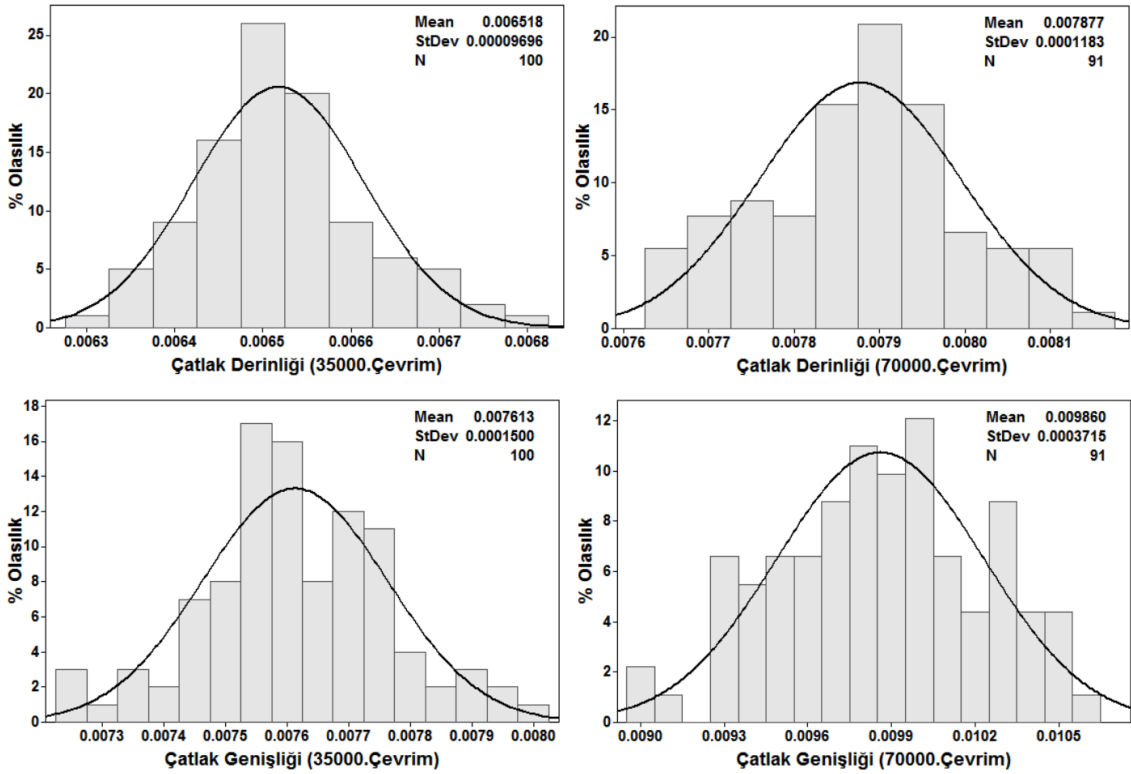 Mean 0.006518
StDev 0.00009696
N 100
% Olasılık
25
20
15
10
5
0
0.0063 0.0064 0.0065 0.0066 0.0067 0.0068
Çatlak Derinliği (35000.Çevrim)
Mean 0.007877
StDev 0.0001183
N 91
% Olasılık
20
15
10
5
0
0.0076 0.0077 0.0078 0.0079 0.0080 0.0081
Çatlak Derinliği (70000.Çevrim)
Mean 0.007613
StDev 0.0001500
N 100
% Olasılık
18
16
14
12
10
8
6
4
2
0
0.0073 0.0074 0.0075 0.0076 0.0077 0.0078 0.0079 0.0080
Çatlak Genişliği (35000.Çevrim)
Mean 0.009860
StDev 0.0003715
N 91
% Olasılık
12
10
8
6
4
2
0
0.0090 0.0093 0.0096 0.0099 0.0102 0.0105
Çatlak Genişliği (70000.Çevrim)